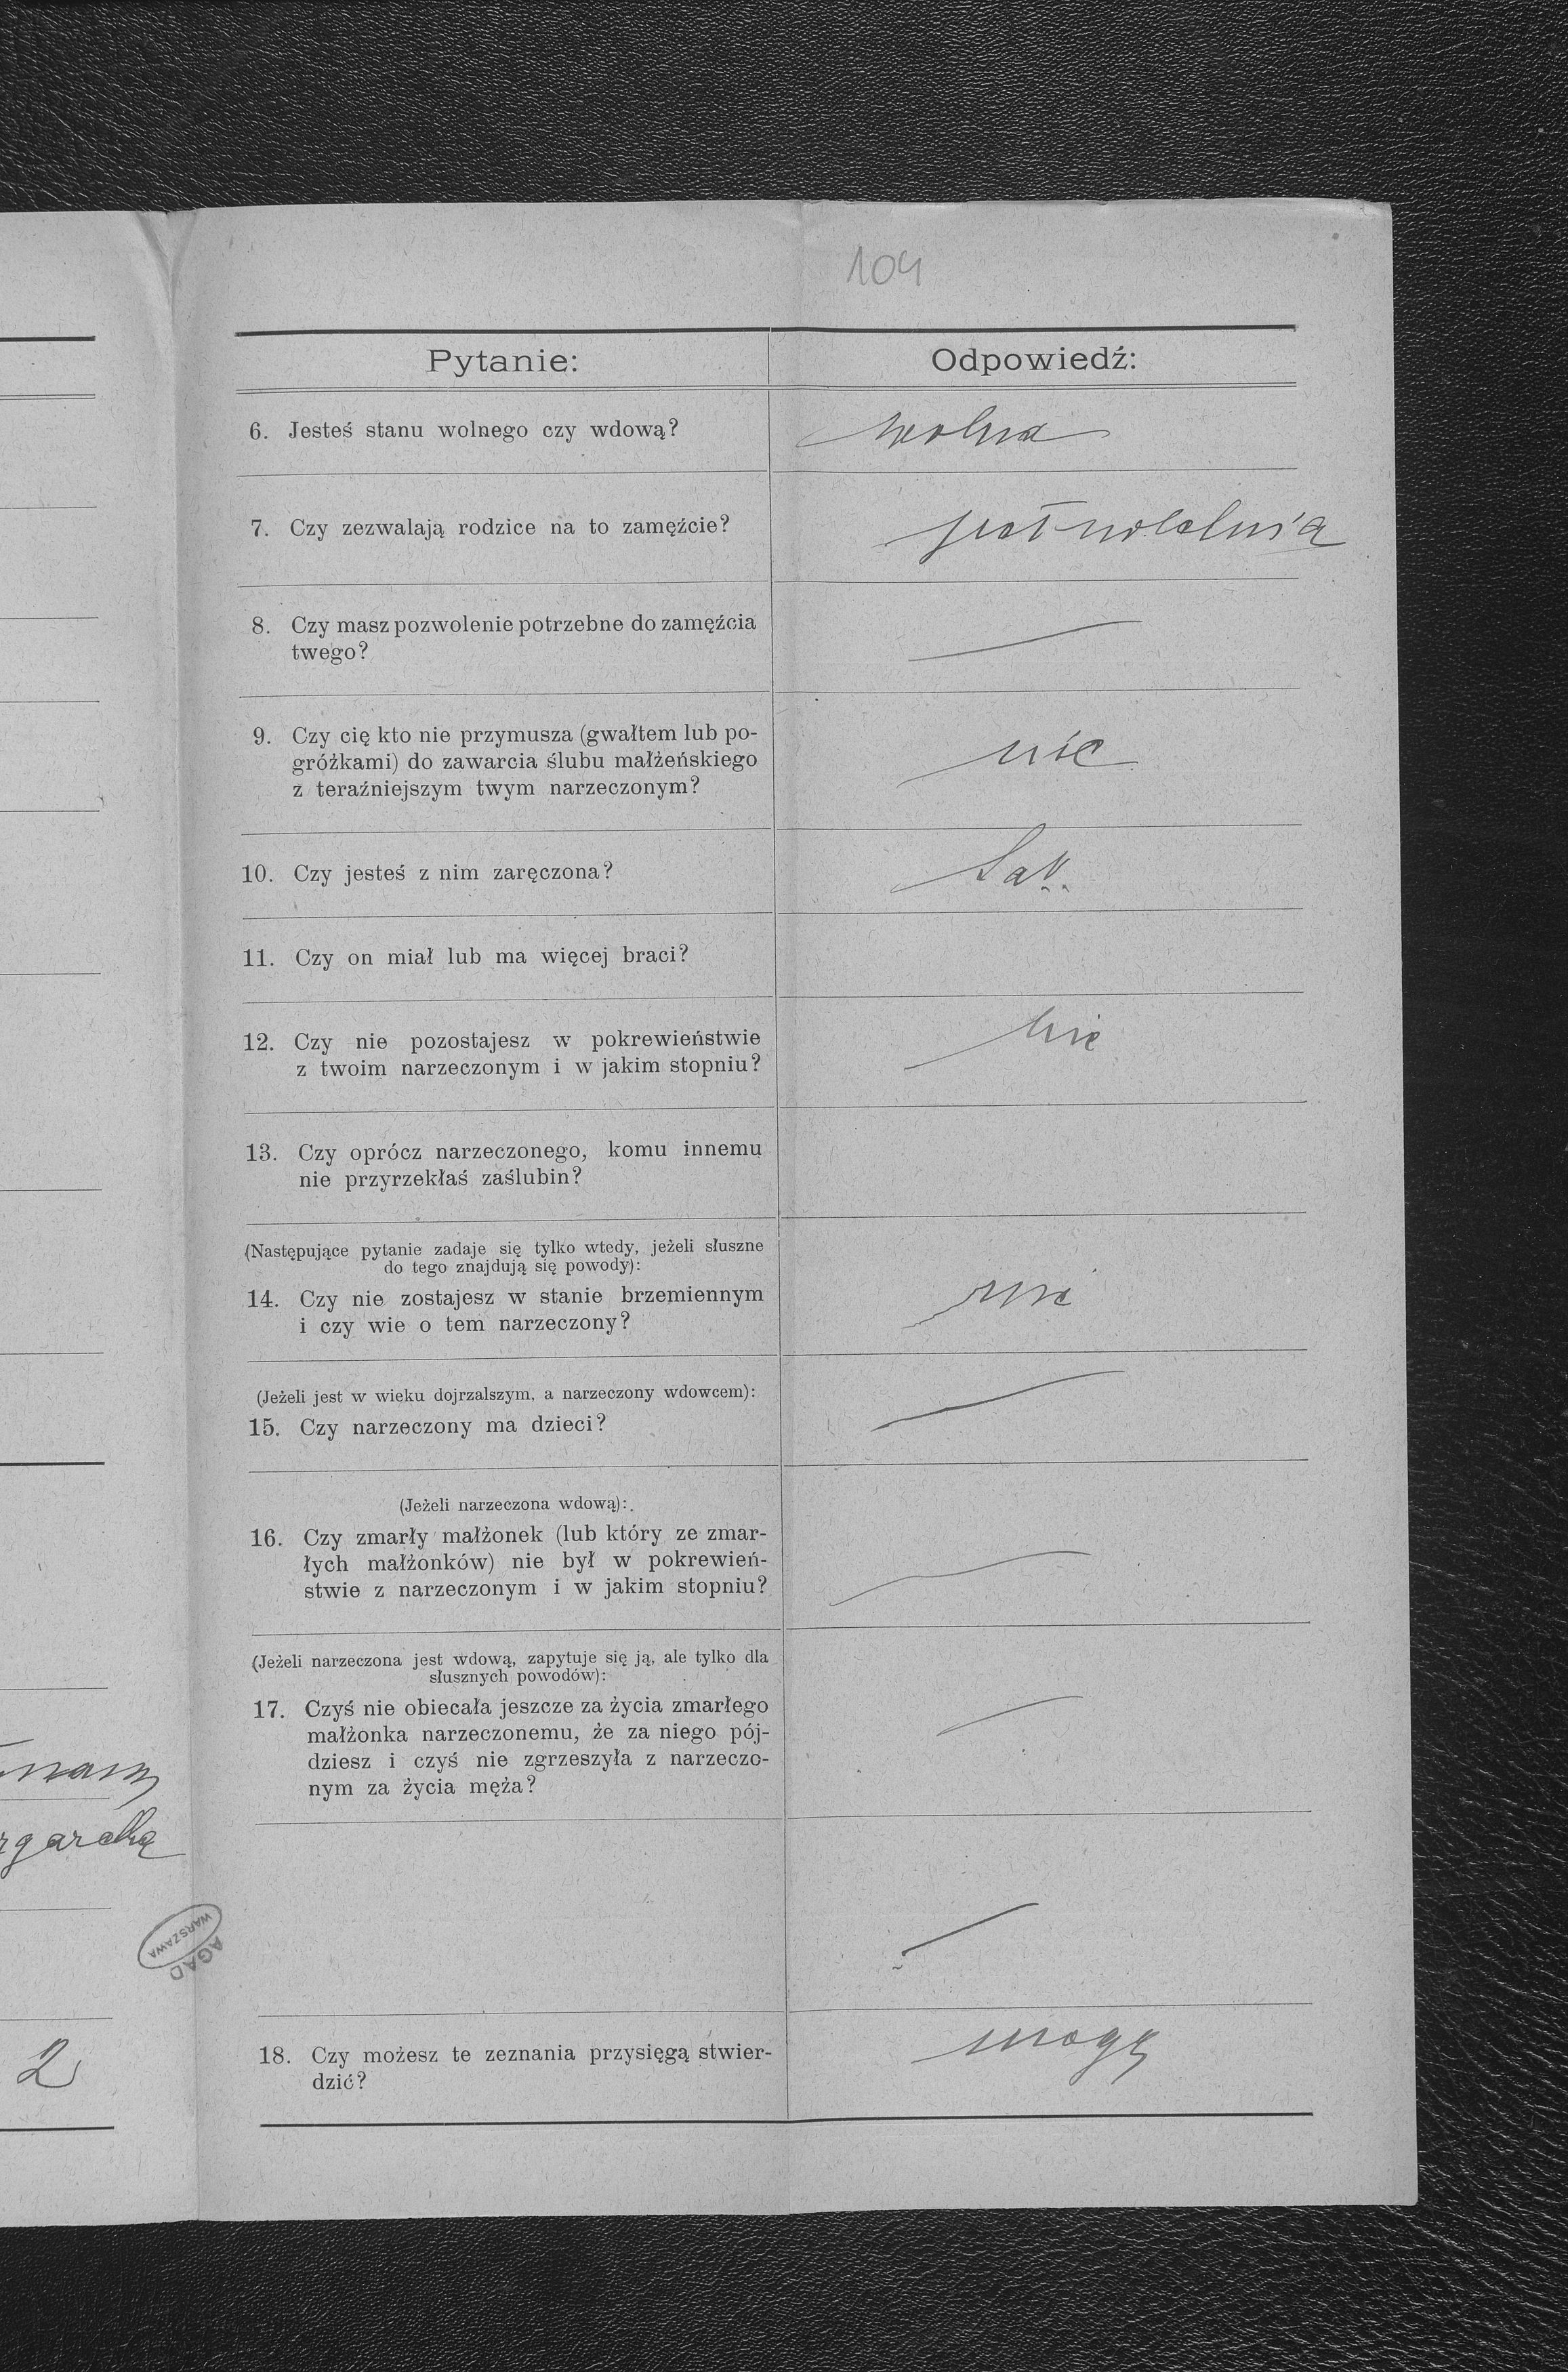 104
Pytanie:
Odpowiedź:
6. Jesteś stanu wolnego czy wdową?
wolna
7. Czy zezwalają rodzice na to zamęźcie?
pełnoletnia
8. Czy masz pozwolenie potrzebne do zamęźcia
twego?
9. Czy cię kto nie przymusza (gwałtem lub po-
gróżkami) do zawarcia ślubu małżeńskiego
z teraźniejszym twym narzeczonym?
nie
10. Czy jesteś z nim zaręczona?
Tak
11. Czy on miał lub ma więcej braci?
12. Czy nie pozostajesz w pokrewieństwie
z twoim narzeczonym i w jakim stopniu?
nie
13. Czy oprócz narzeczonego, komu innemu
nie przyrzekłaś zaślubin?
(Następujące pytanie zadaje się tylko wtedy, jeżeli słuszne
do tego znajdują się powody):
14. Czy nie zostajesz w stanie brzemiennym
i czy wie o tem narzeczony?
nie
(Jeżeli jest w wieku dojrzalszym, a narzeczony wdowcem):
15. Czy narzeczony ma dzieci?
(Jeżeli narzeczona wdową):
16. Czy zmarły małżonek (lub który ze zmar-
łych małżonków) nie był w pokrewień-
stwie z narzeczonym i w jakim stopniu?
(Jeżeli narzeczona jest wdową, zapytuje się ją, ale tylko dla
słusznych powodów):
17. Czyś nie obiecała jeszcze za życia zmarłego
małżonka narzeczonemu, że za niego pój-
dziesz i czyś nie zgrzeszyła z narzeczo-
nym za życia męża?
AGAD
WARSZAWA
2
18. Czy możesz te zeznania przysięgą stwier-
dzić?
mogę